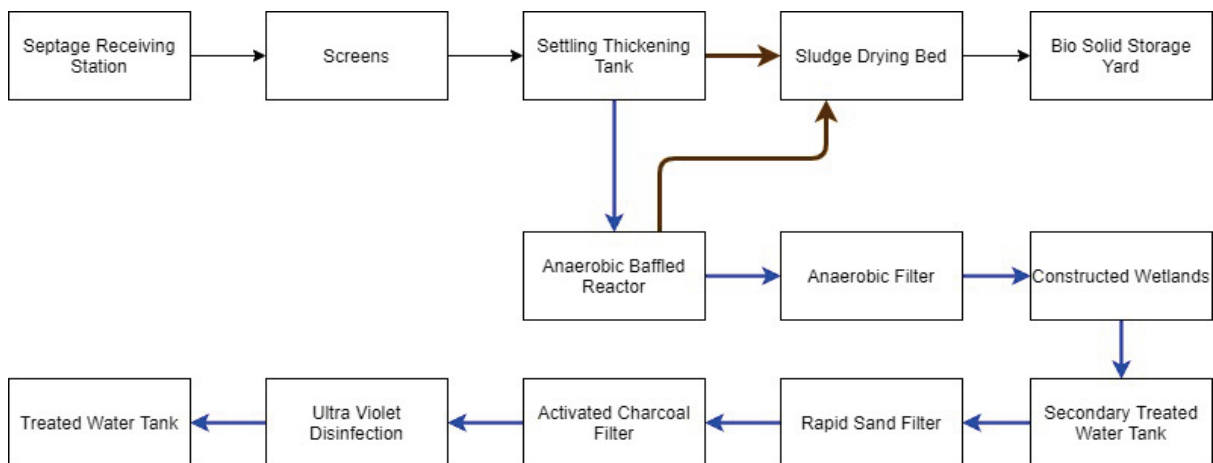 Septage Receiving
Station
Screens
Settling Thickening
Tank
Sludge Drying Bed
Bio Solid Storage
Yard
Anaerobic Baffled
Reactor
Anaerobic Filter
Constructed Wetlands
Treated Water Tank
Ultra Violet
Disinfection
Activated Charcoal
Filter
Rapid Sand Filter
Secondary Treated
Water Tank